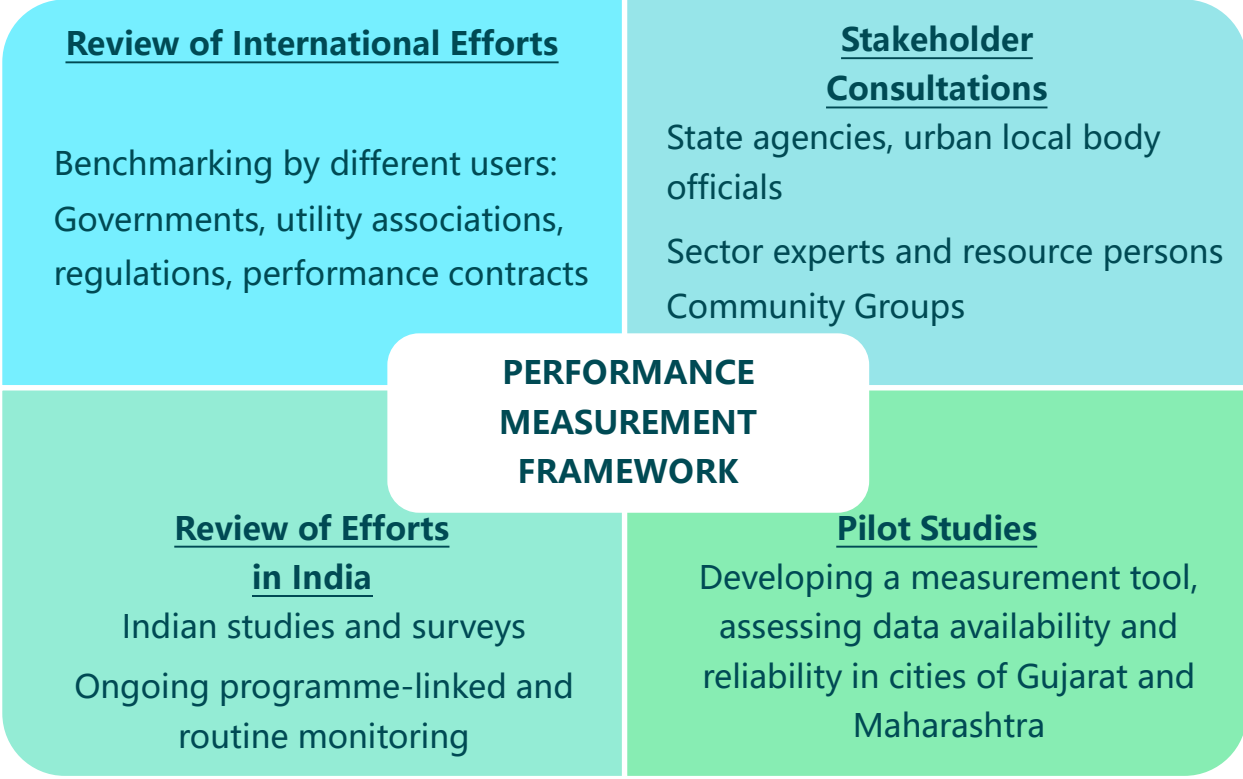 Review of International Efforts
Benchmarking by different users:
Governments, utility associations,
regulations, performance contracts
Stakeholder
Consultations
State agencies, urban local body
officials
Sector experts and resource persons
Community Groups
PERFORMANCE
MEASUREMENT
FRAMEWORK
Review of Efforts
in India
Indian studies and surveys
Ongoing programme-linked and
routine monitoring
Pilot Studies
Developing a measurement tool,
assessing data availability and
reliability in cities of Gujarat and
Maharashtra